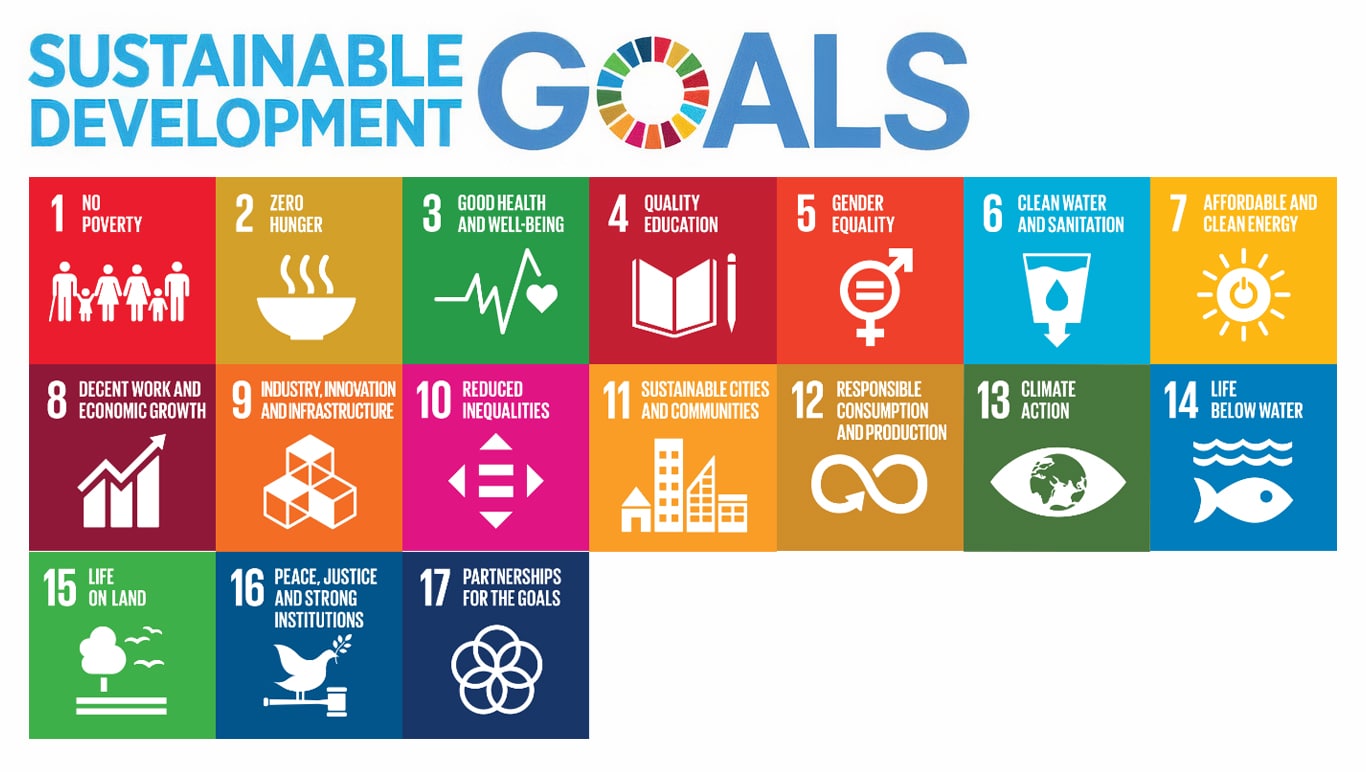 SUSTAINABLE
DEVELOPMENT
GOALS
1 NO
POVERTY
2 ZERO
HUNGER
3 GOOD HEALTH
AND WELL-BEING
4 QUALITY
EDUCATION
5 GENDER
EQUALITY
6 CLEAN WATER
AND SANITATION
7 AFFORDABLE AND
CLEAN ENERGY
8 DECENT WORK AND
ECONOMIC GROWTH
9 INDUSTRY, INNOVATION
AND INFRASTRUCTURE
10 REDUCED
INEQUALITIES
11 SUSTAINABLE CITIES
AND COMMUNITIES
12 RESPONSIBLE
CONSUMPTION
AND PRODUCTION
13 CLIMATE
ACTION
14 LIFE
BELOW WATER
15 LIFE
ON LAND
16 PEACE, JUSTICE
AND STRONG
INSTITUTIONS
17 PARTNERSHIPS
FOR THE GOALS